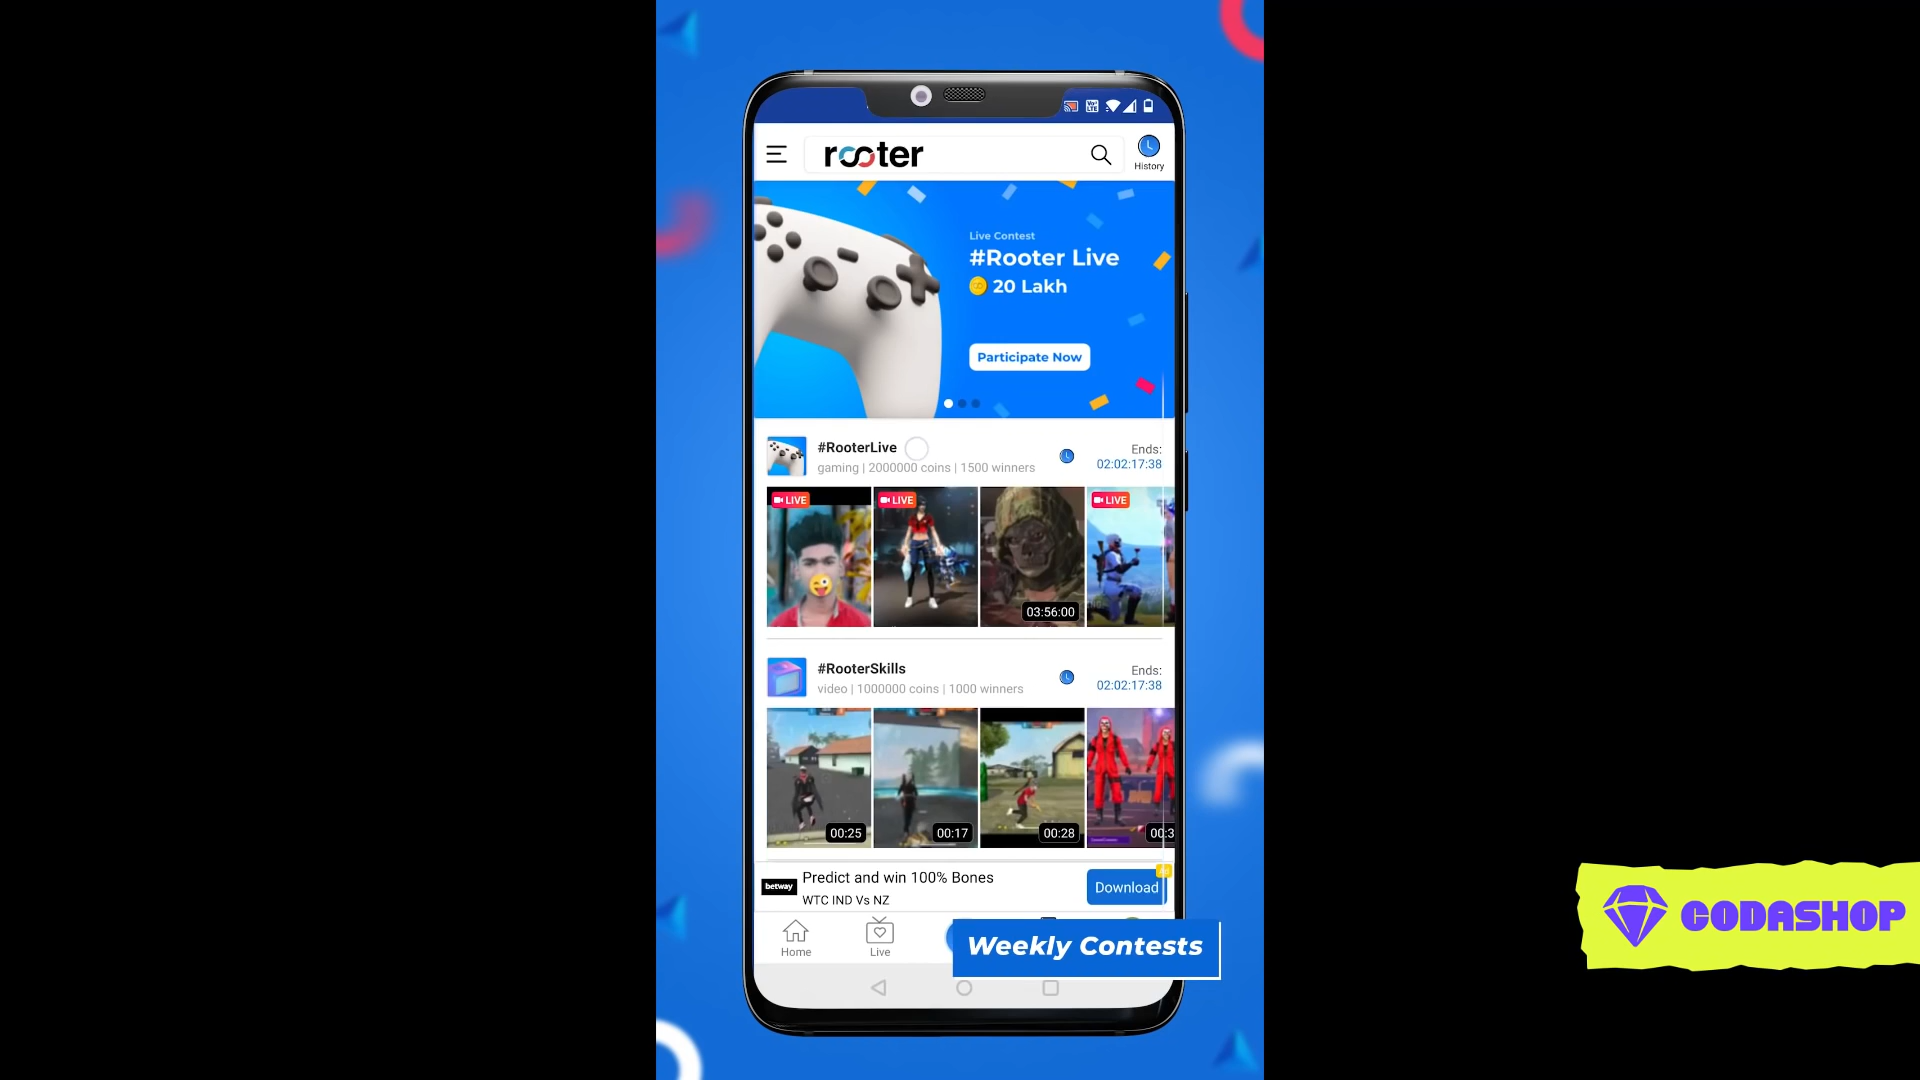 rooter
History
Live Contest
#Rooter Live
20 Lakh
Participate Now
#RooterLive
gaming | 2000000 coins | 1500 winners
Ends:
02:02:17:38
LIVE
LIVE
03:56:00
LIVE
#RooterSkills
video | 1000000 coins | 1000 winners
Ends:
02:02:17:38
00:25
00:17
00:28
00:3
betway
Predict and win 100% Bones
WTC IND Vs NZ
Download
Home
Live
Weekly Contests
CODASHOP